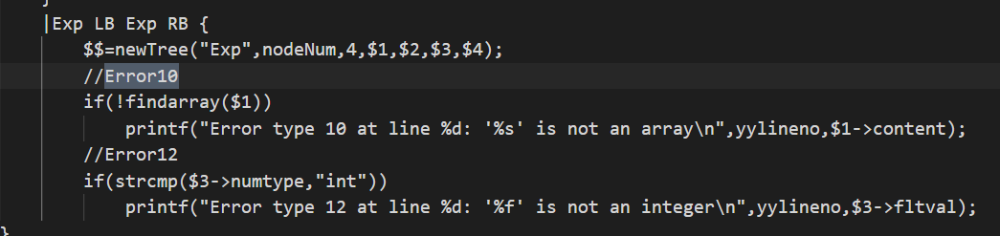 |Exp LB Exp RB {
$$=newTree("Exp",nodeNum,4,$1,$2,$3,$4);
//Error10
if(!findarray($1))
printf("Error type 10 at line %d: '%s' is not an array\n",yylineno,$1->content);
//Error12
if(strcmp($3->numtype,"int"))
printf("Error type 12 at line %d: '%f' is not an integer\n",yylineno,$3->fltval);